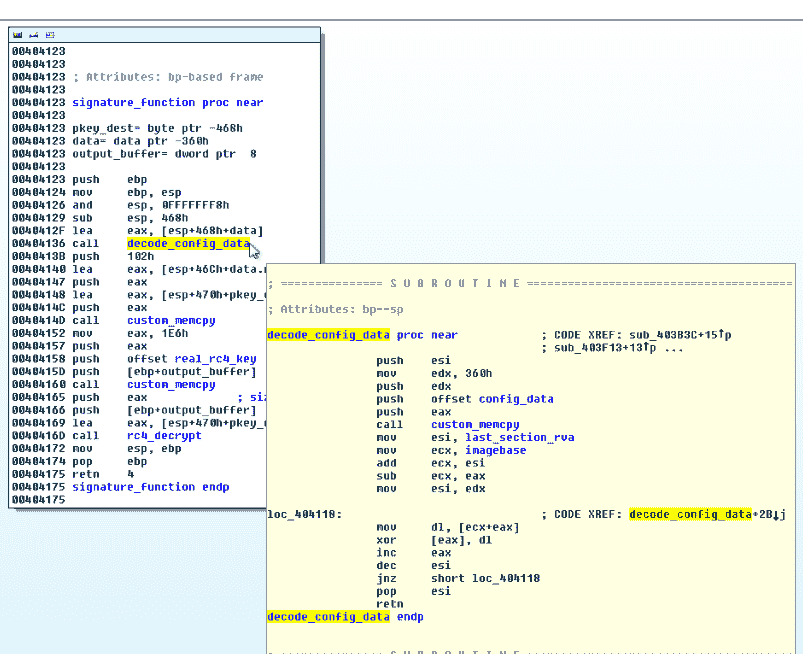 00404123
00404123
00404123 ; Attributes: bp-based frame
00404123
00404123 signature_function proc near
00404123
00404123 pkey_dest= byte ptr -468h
00404123 data= data ptr -360h
00404123 output_buffer= dword ptr  8
00404123
00404123 push    ebp
00404124 mov     ebp, esp
00404126 and     esp, 0FFFFFFF8h
00404129 sub     esp, 468h
0040412F lea     eax, [esp+468h+data]
00404136 call    decode_config_data
0040413B push    102h
00404140 lea     eax, [esp+46Ch+data.
00404147 push    eax
00404148 lea     eax, [esp+470h+pkey_
0040414C push    eax
0040414D call    custom_memcpy
00404152 mov     eax, 1E6h
00404157 push    eax
00404158 push    offset real_rc4_key
0040415D push    [ebp+output_buffer]
00404160 call    custom_memcpy
00404165 push    eax             ; si
00404166 push    [ebp+output_buffer]
00404169 lea     eax, [esp+470h+pkey_
0040416D call    rc4_decrypt
00404172 mov     esp, ebp
00404174 pop     ebp
00404175 retn    4
00404175 signature_function endp
00404175
; =============== S U B R O U T I N E =======================================
; Attributes: bp--sp
decode_config_data proc near            ; CODE XREF: sub_403B3C+15↑p
; sub_403F13+13↑p ...
push    esi
mov     edx, 360h
push    edx
push    offset config_data
push    eax
call    custom_memcpy
mov     esi, last_section_rva
mov     ecx, imagebase
add     ecx, esi
sub     ecx, eax
mov     esi, edx
loc_404118:                             ; CODE XREF: decode_config_data+2B↓j
mov     dl, [ecx+eax]
xor     [eax], dl
inc     eax
dec     esi
jnz     short loc_404118
pop     esi
retn
decode_config_data endp
; =============== S U B R O U T I N E =======================================